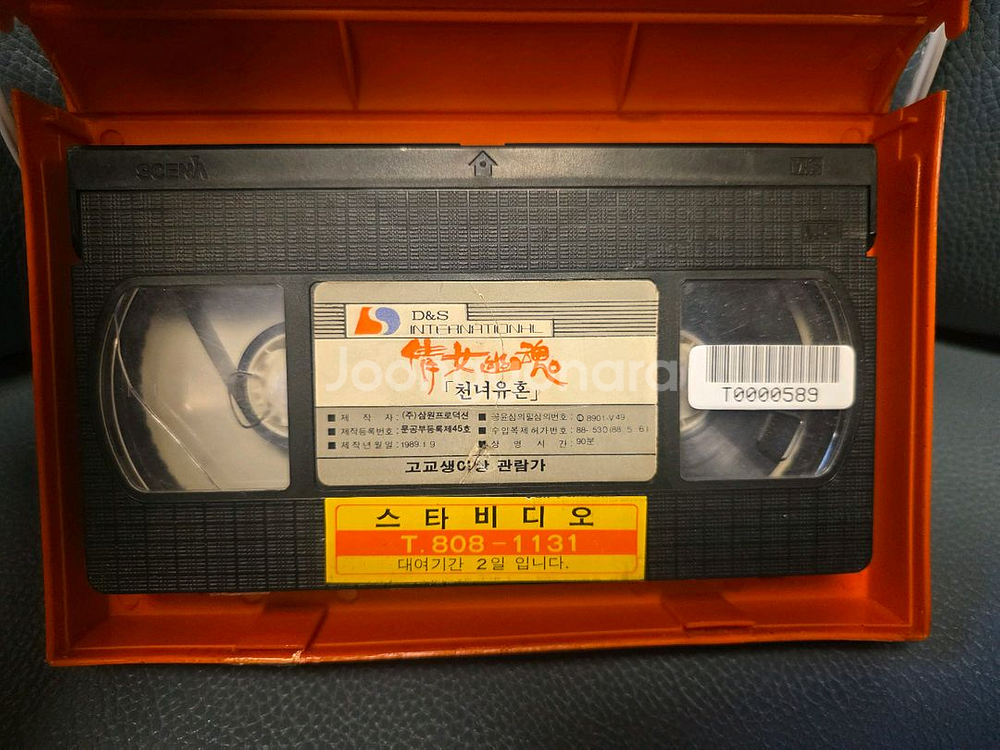 SCENA
VHS
D&S
INTERNATIONAL
倩女幽魂
「천녀유혼」
■ 제 작 자 : (주)삼원프로덕션 ■ 공윤심의필심의번호 : 8901-V49
■ 제작등록번호 : 문공부등록제45호 ■ 수입복제허가번호 : 88-530(88.5.6)
■ 제작년월일 : 1989.1.9 ■ 상 영 시 간 : 90분
고교생이상 관람가
T0000589
스타비디오
T.808-1131
대여기간 2일 입니다.